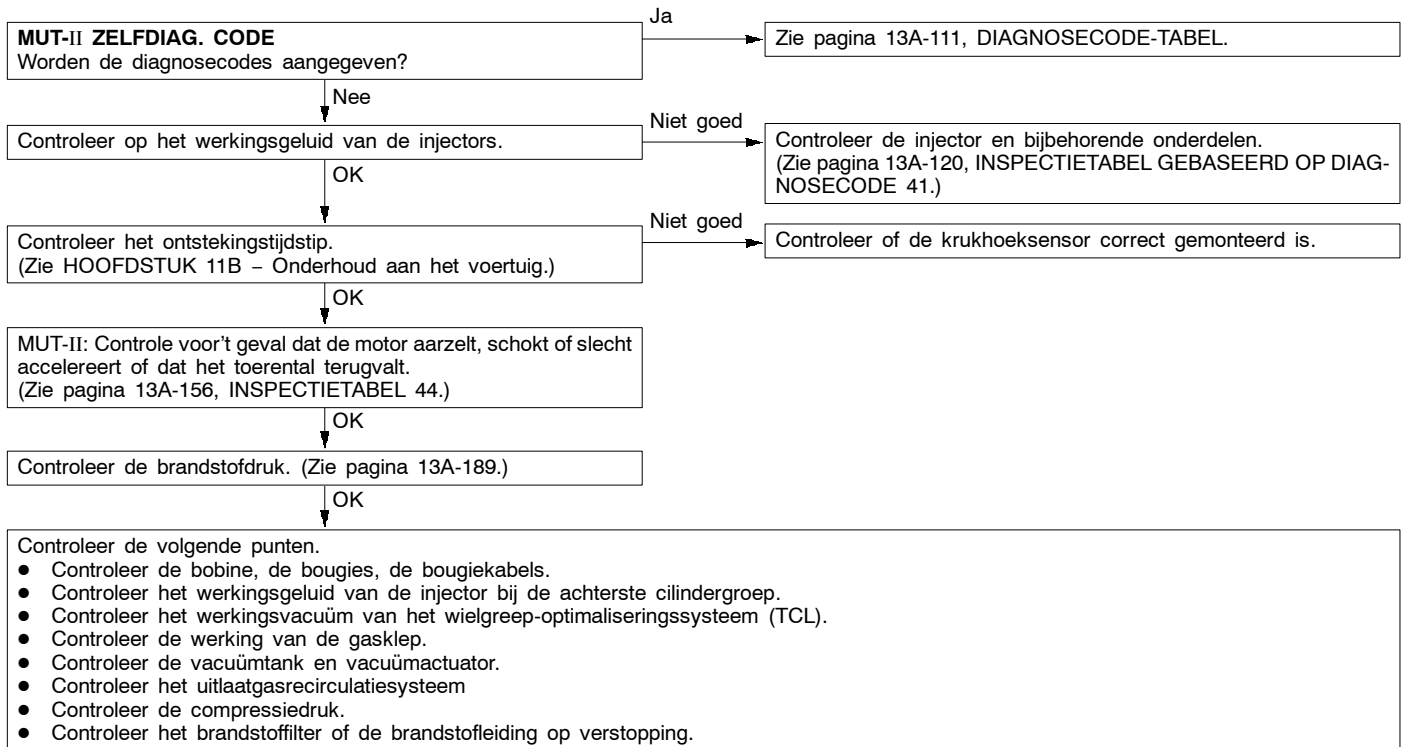 Ja
MUT-II ZELFDIAG. CODE
Worden de diagnosecodes aangegeven?
Zie pagina 13A-111, DIAGNOSECODE-TABEL.
Nee
Niet goed
Controleer op het werkingsgeluid van de injectors.
Controleer de injector en bijbehorende onderdelen.
(Zie pagina 13A-120, INSPECTIETABEL GEBASEERD OP DIAG-
NOSECODE 41.)
OK
Niet goed
Controleer het ontstekingstijdstip.
(Zie HOOFDSTUK 11B – Onderhoud aan het voertuig.)
Controleer of de krukhoeksensor correct gemonteerd is.
OK
MUT-II: Controle voor't geval dat de motor aarzelt, schokt of slecht
accelereert of dat het toerental terugvalt.
(Zie pagina 13A-156, INSPECTIETABEL 44.)
OK
Controleer de brandstofdruk. (Zie pagina 13A-189.)
OK
Controleer de volgende punten.
● Controleer de bobine, de bougies, de bougiekabels.
● Controleer het werkingsgeluid van de injector bij de achterste cilindergroep.
● Controleer het werkingsvacuüm van het wielgreep-optimaliseringssysteem (TCL).
● Controleer de werking van de gasklep.
● Controleer de vacuümtank en vacuümactuator.
● Controleer het uitlaatgasrecirculatiesysteem
● Controleer de compressiedruk.
● Controleer het brandstoffilter of de brandstofleiding op verstopping.